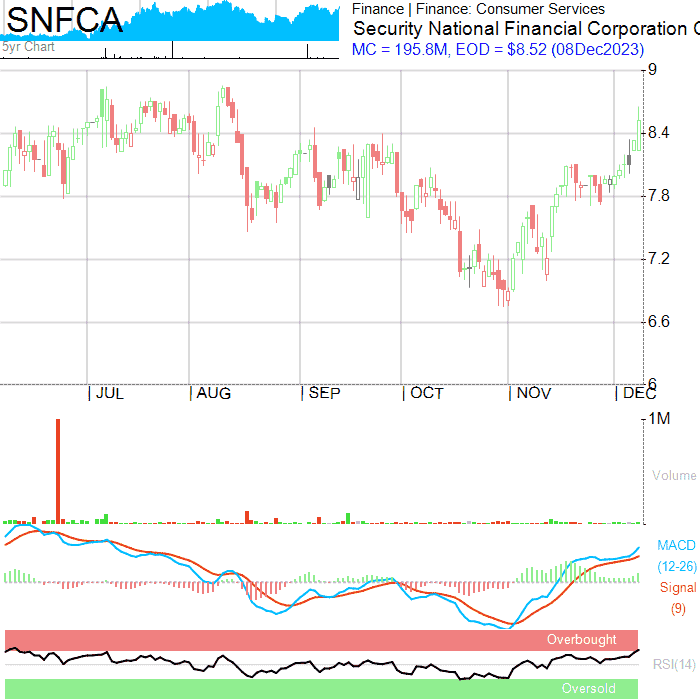 SNFCA
Finance | Finance: Consumer Services
Security National Financial Corporation
5yr Chart
MC = 195.8M, EOD = $8.52 (08Dec2023)
9
8.4
7.8
7.2
6.6
6
JUL
AUG
SEP
OCT
NOV
DEC
1M
Volume
MACD
(12-26)
Signal
(9)
Overbought
RSI(14)
Oversold